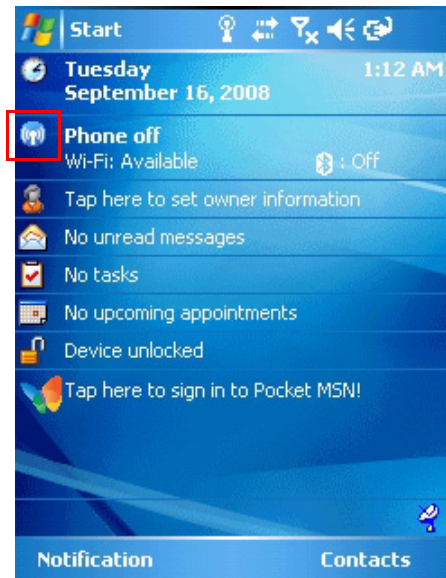 Start
Tuesday 1:12 AM
September 16, 2008
Phone off
Wi-Fi: Available : Off
Tap here to set owner information
No unread messages
No tasks
No upcoming appointments
Device unlocked
Tap here to sign in to Pocket MSN!
Notification Contacts